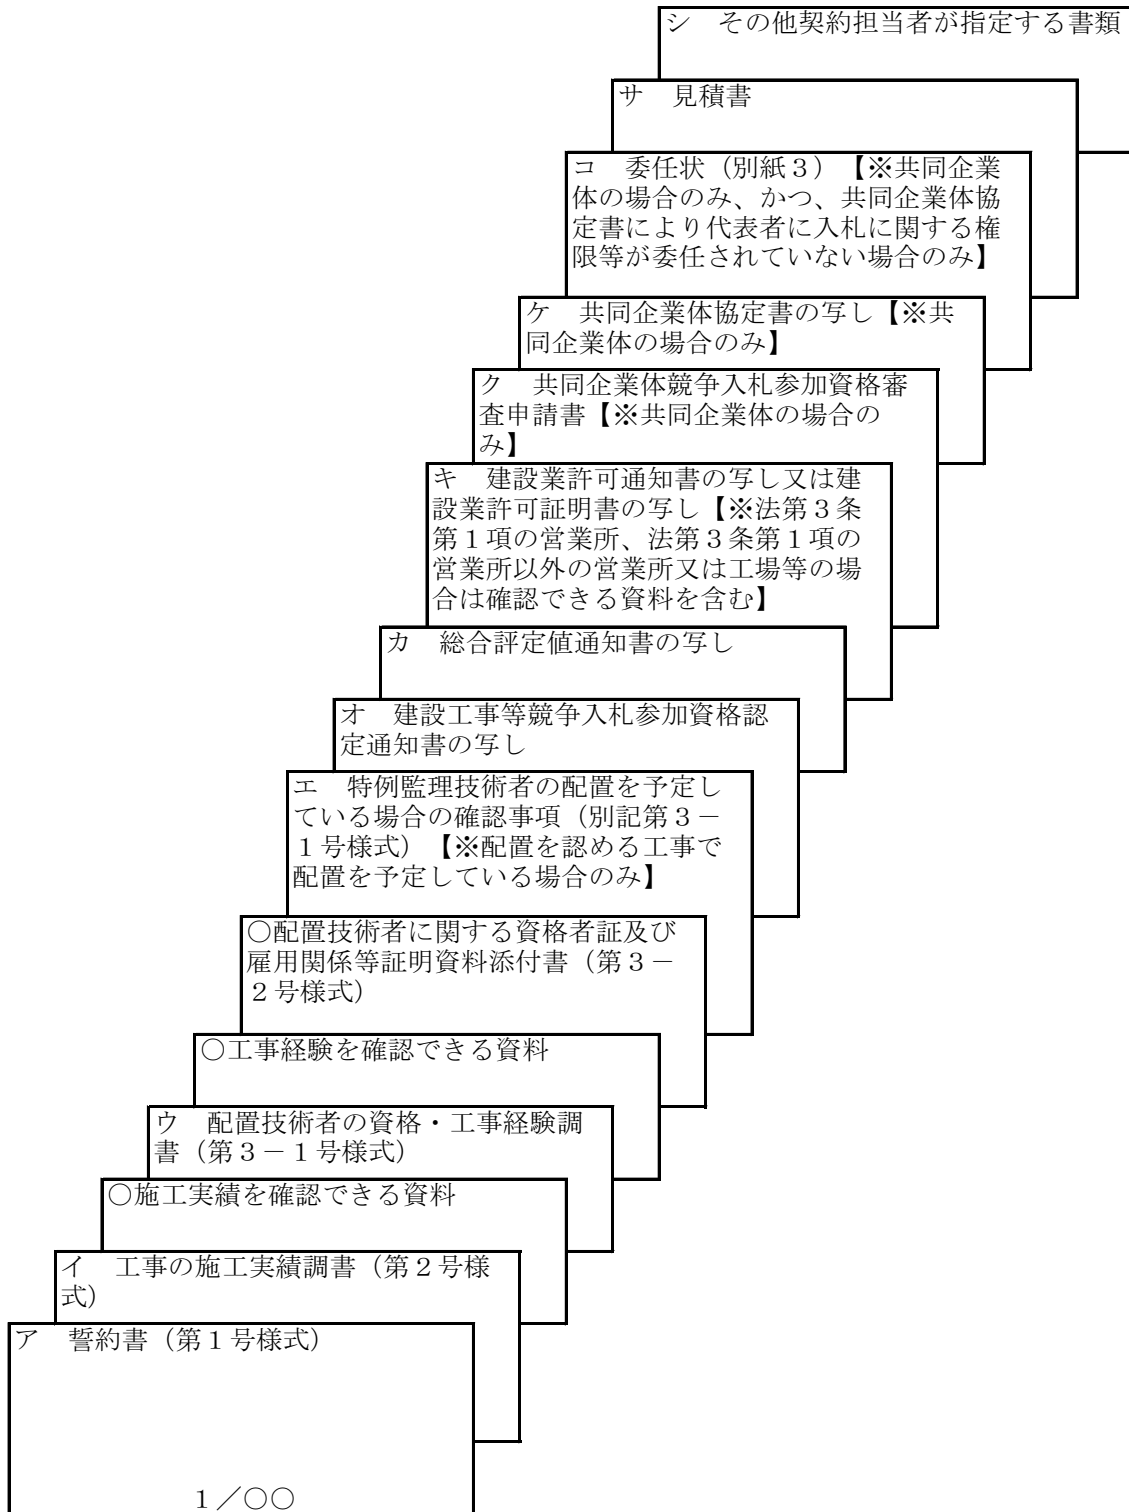 シ　その他契約担当者が指定する書類
サ　見積書
コ　委任状（別紙３）【※共同企業
体の場合のみ、かつ、共同企業体協
定書により代表者に入札に関する権
限等が委任されていない場合のみ】
ケ　共同企業体協定書の写し【※共
同企業体の場合のみ】
ク　共同企業体競争入札参加資格審
査申請書【※共同企業体の場合の
み】
キ　建設業許可通知書の写し又は建
設業許可証明書の写し【※法第３条
第１項の営業所、法第３条第１項の
営業所以外の営業所又は工場等の場
合は確認できる資料を含む】
カ　総合評定値通知書の写し
オ　建設工事等競争入札参加資格認
定通知書の写し
エ　特例監理技術者の配置を予定し
ている場合の確認事項（別記第３－
１号様式）【※配置を認める工事で
配置を予定している場合のみ】
○配置技術者に関する資格者証及び
雇用関係等証明資料添付書（第３－
２号様式）
○工事経験を確認できる資料
ウ　配置技術者の資格・工事経験調
書（第３－１号様式）
○施工実績を確認できる資料
イ　工事の施工実績調書（第２号様
式）
ア　誓約書（第１号様式）
１／○○